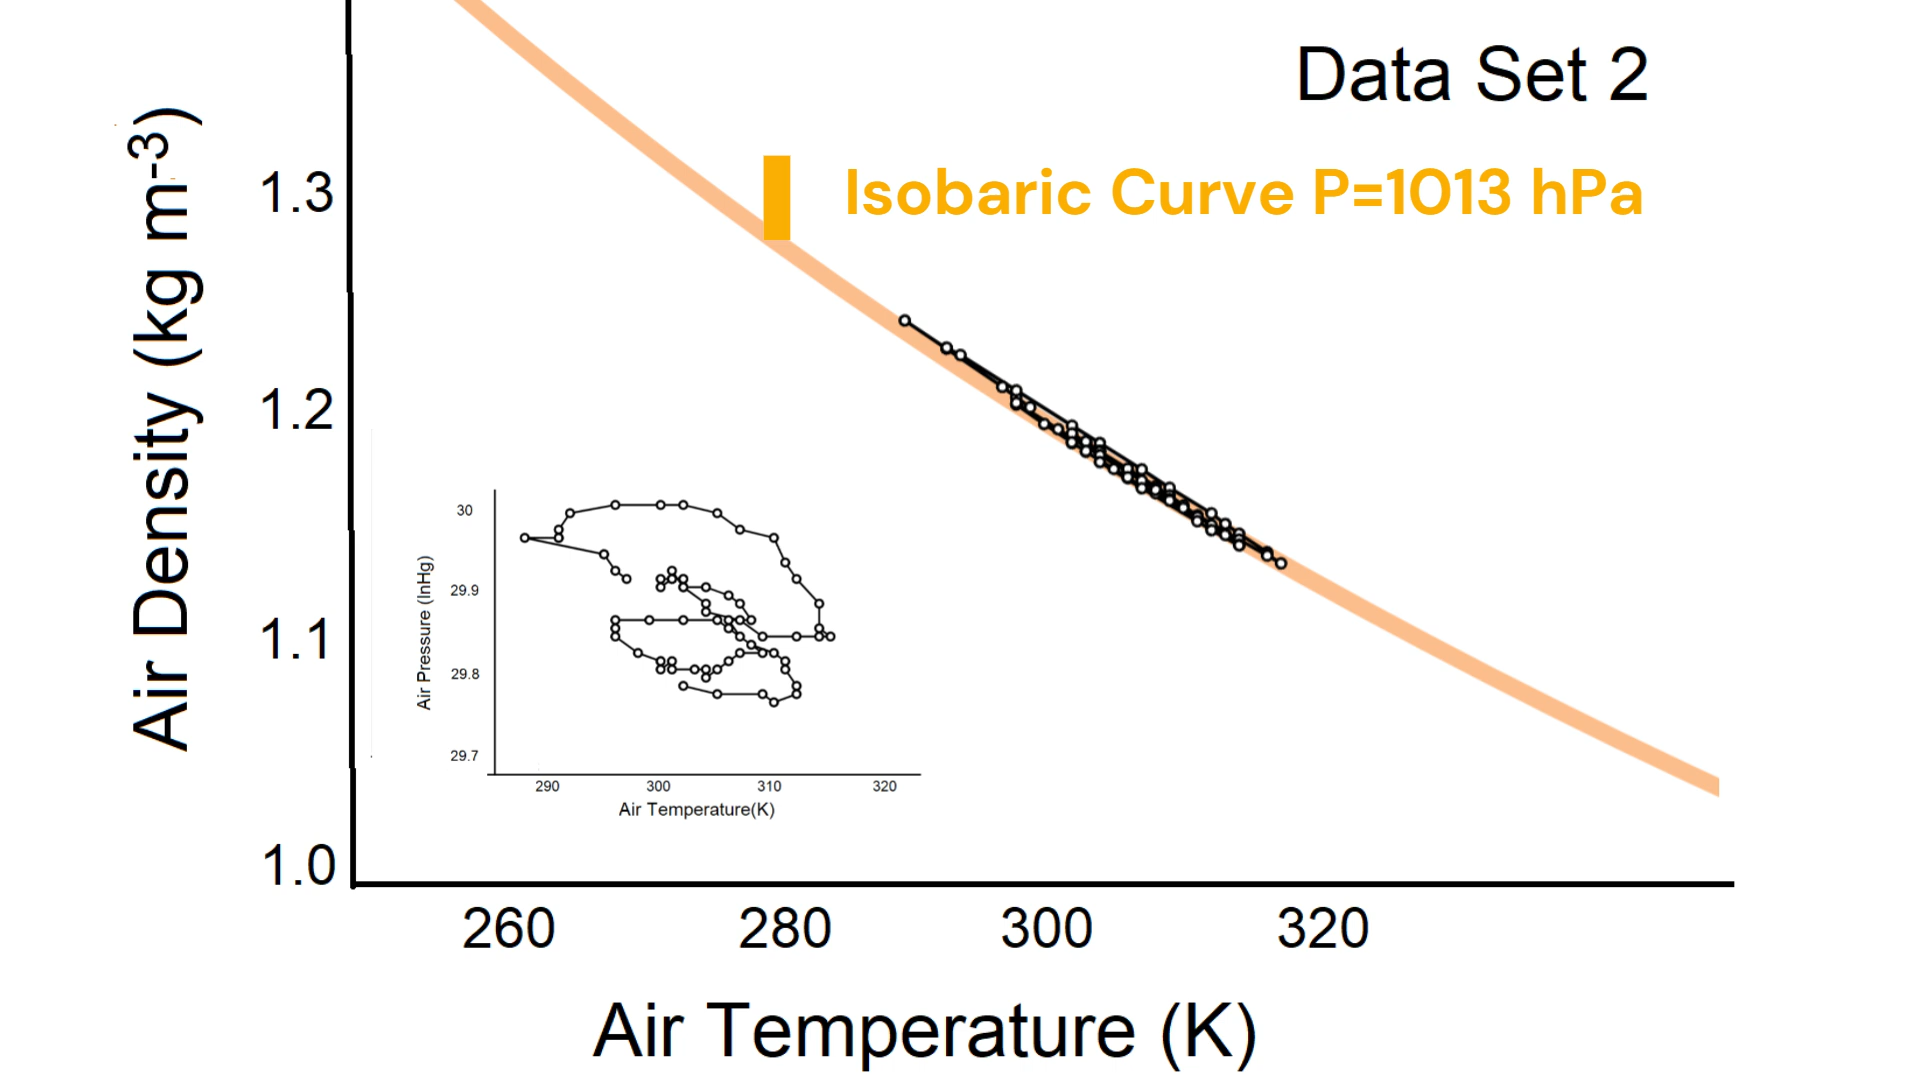 Data Set 2
Isobaric Curve P=1013 hPa
Air Density (kg m-3)
1.3
1.2
1.1
1.0
260 280 300 320
Air Temperature (K)
Air Pressure (InHg)
30
29.9
29.8
29.7
290 300 310 320
Air Temperature(K)